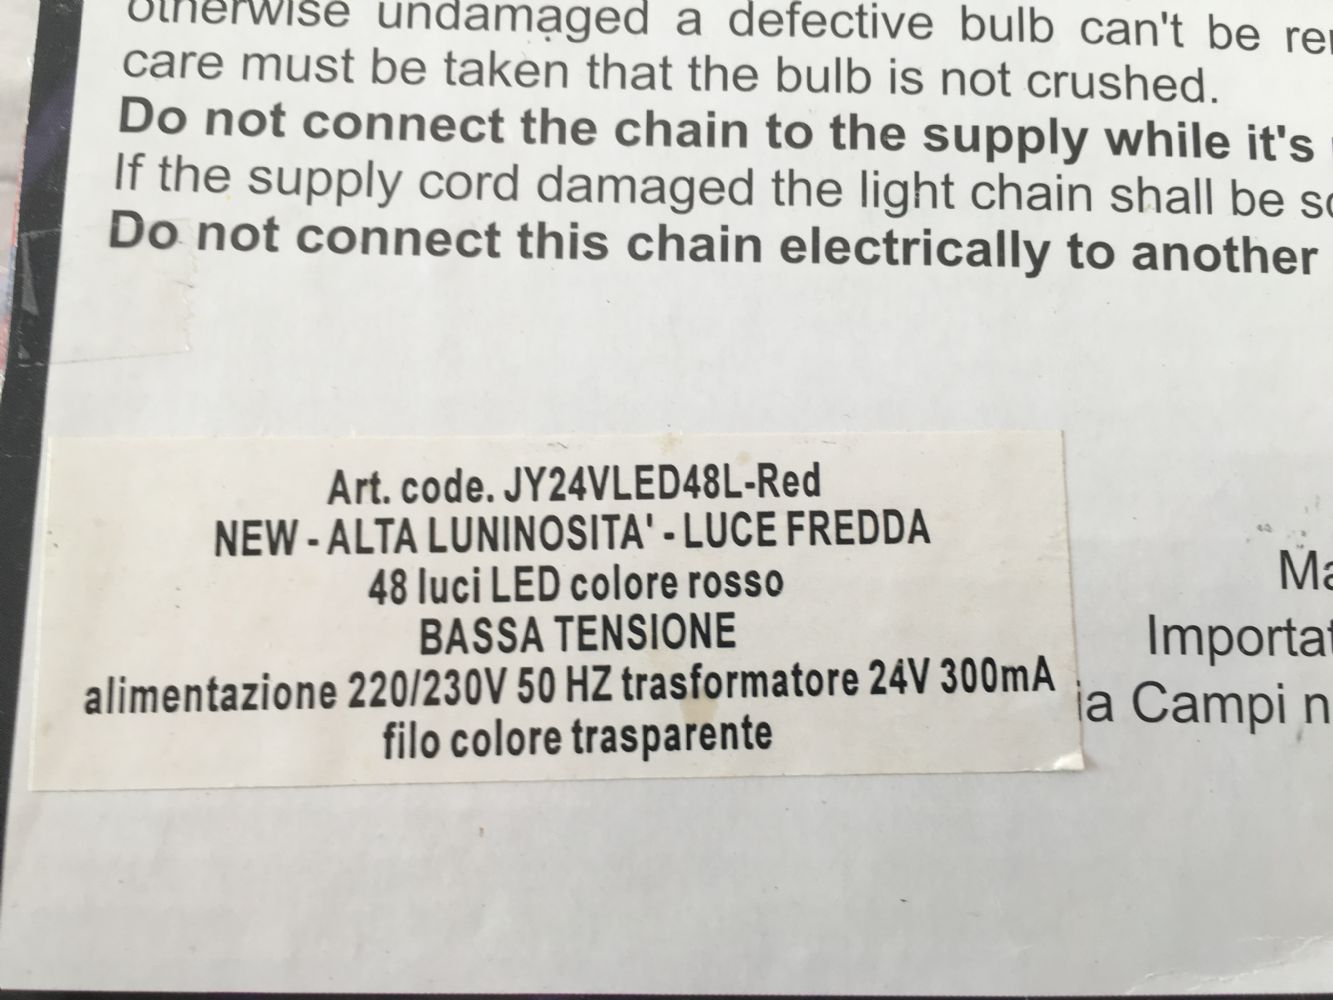 otherwise undamaged a defective bulb can't be
care must be taken that the bulb is not crushed.
Do not connect the chain to the supply while it's
If the supply cord damaged the light chain shall be
Do not connect this chain electrically to another
Art. code. JY24VLED48L-Red
NEW - ALTA LUNINOSITA' - LUCE FREDDA
48 luci LED colore rosso
BASSA TENSIONE
alimentazione 220/230V 50 HZ trasformatore 24V 300mA
filo colore trasparente
Ma
Importat
ia Campi n